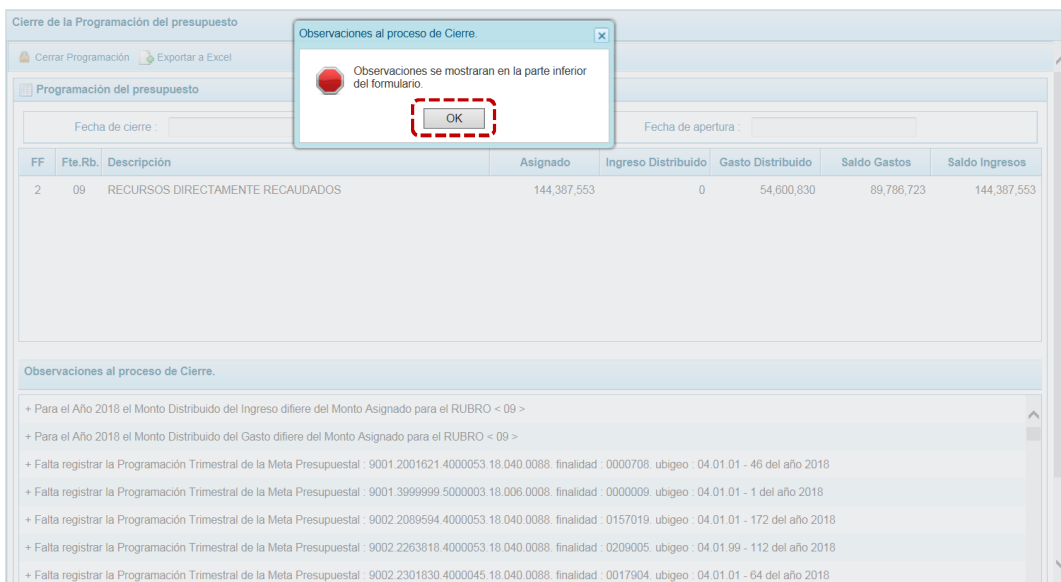 Cierre de la Programación del presupuesto
Observaciones al proceso de Cierre.
Cerrar Programación Exportar a Excel
Observaciones se mostraran en la parte inferior
del formulario.
OK
Programación del presupuesto
Fecha de cierre : Fecha de apertura :
FF Fte.Rb. Descripción Asignado Ingreso Distribuido Gasto Distribuido Saldo Gastos Saldo Ingresos
2 09 RECURSOS DIRECTAMENTE RECAUDADOS 144,387,553 0 54,600,830 89,786,723 144,387,553
Observaciones al proceso de Cierre.
+ Para el Año 2018 el Monto Distribuido del Ingreso difiere del Monto Asignado para el RUBRO < 09 >
+ Para el Año 2018 el Monto Distribuido del Gasto difiere del Monto Asignado para el RUBRO < 09 >
+ Falta registrar la Programación Trimestral de la Meta Presupuestal : 9001.2001621.4000053.18.040.0088. finalidad : 0000708. ubigeo : 04.01.01 - 46 del año 2018
+ Falta registrar la Programación Trimestral de la Meta Presupuestal : 9001.3999999.5000003.18.006.0008. finalidad : 0000009. ubigeo : 04.01.01 - 1 del año 2018
+ Falta registrar la Programación Trimestral de la Meta Presupuestal : 9002.2089594.4000053.18.040.0088. finalidad : 0157019. ubigeo : 04.01.01 - 172 del año 2018
+ Falta registrar la Programación Trimestral de la Meta Presupuestal : 9002.2263818.4000053.18.040.0088. finalidad : 0209005. ubigeo : 04.01.99 - 112 del año 2018
+ Falta registrar la Programación Trimestral de la Meta Presupuestal : 9002.2301830.4000045.18.040.0088. finalidad : 0017904. ubigeo : 04.01.01 - 64 del año 2018